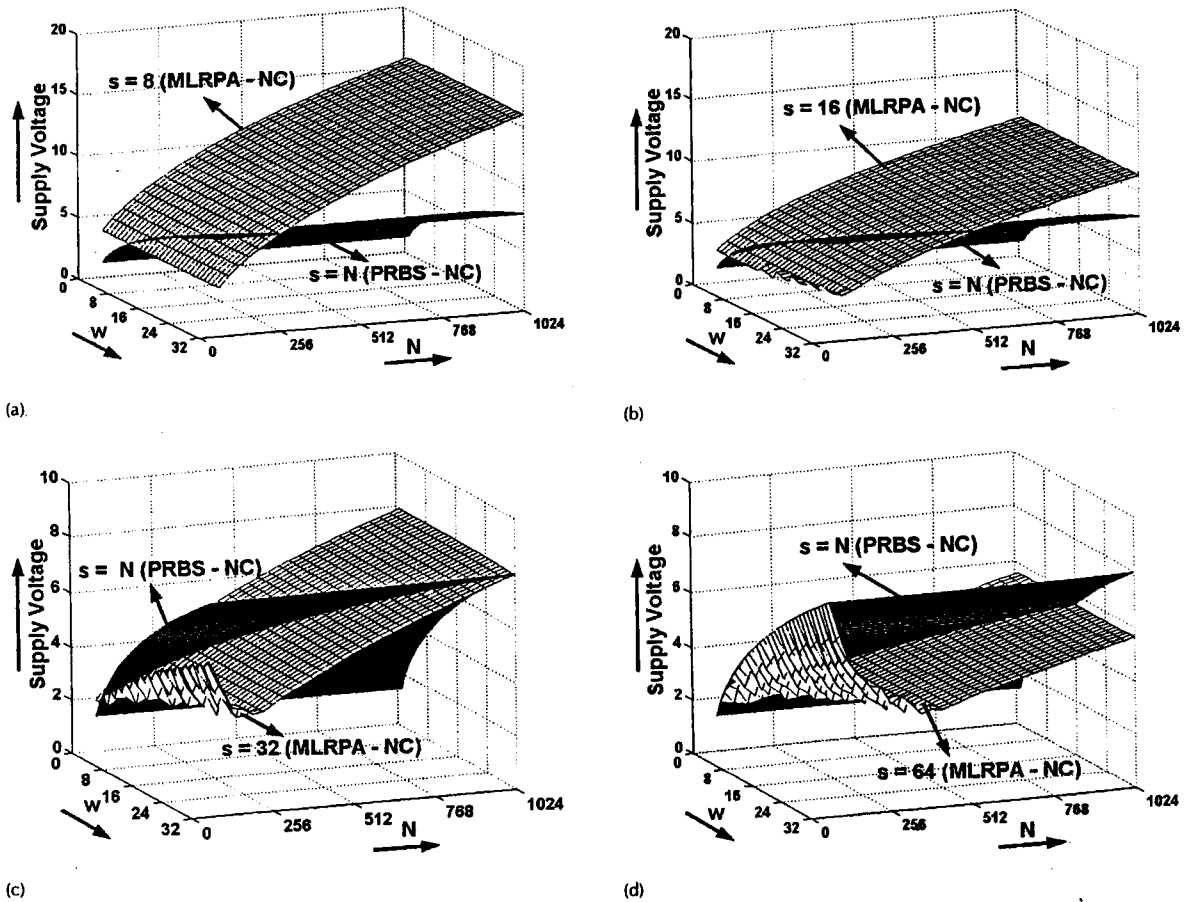 20
15
10
5
0
Supply Voltage
s = 8 (MLRPA - NC)
s = N (PRBS - NC)
0
8
16
24
32
W
0
256
512
768
1024
N
(a).
20
15
10
5
0
Supply Voltage
s = 16 (MLRPA - NC)
s = N (PRBS - NC)
0
8
16
24
32
W
0
256
512
768
1024
N
(b)
10
8
6
4
2
0
Supply Voltage
s = N (PRBS - NC)
s = 32 (MLRPA - NC)
0
8
16
24
32
W
0
256
512
768
1024
N
(c)
10
8
6
4
2
0
Supply Voltage
s = N (PRBS - NC)
s = 64 (MLRPA - NC)
0
8
16
24
32
W
0
256
512
768
1024
N
(d)